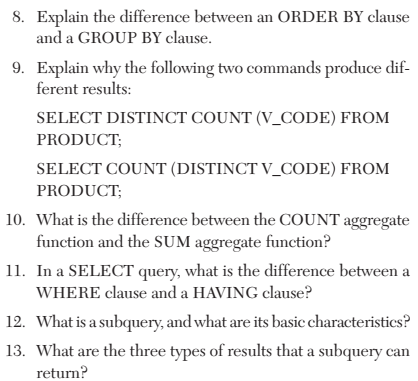 8. Explain the difference between an ORDER BY clause
and a GROUP BY clause.
9. Explain why the following two commands produce dif-
ferent results:
SELECT DISTINCT COUNT (V_CODE) FROM
PRODUCT;
SELECT COUNT (DISTINCT V_CODE) FROM
PRODUCT;
10. What is the difference between the COUNT aggregate
function and the SUM aggregate function?
11. In a SELECT query, what is the difference between a
WHERE clause and a HAVING clause?
12. What is a subquery, and what are its basic characteristics?
13. What are the three types of results that a subquery can
return?